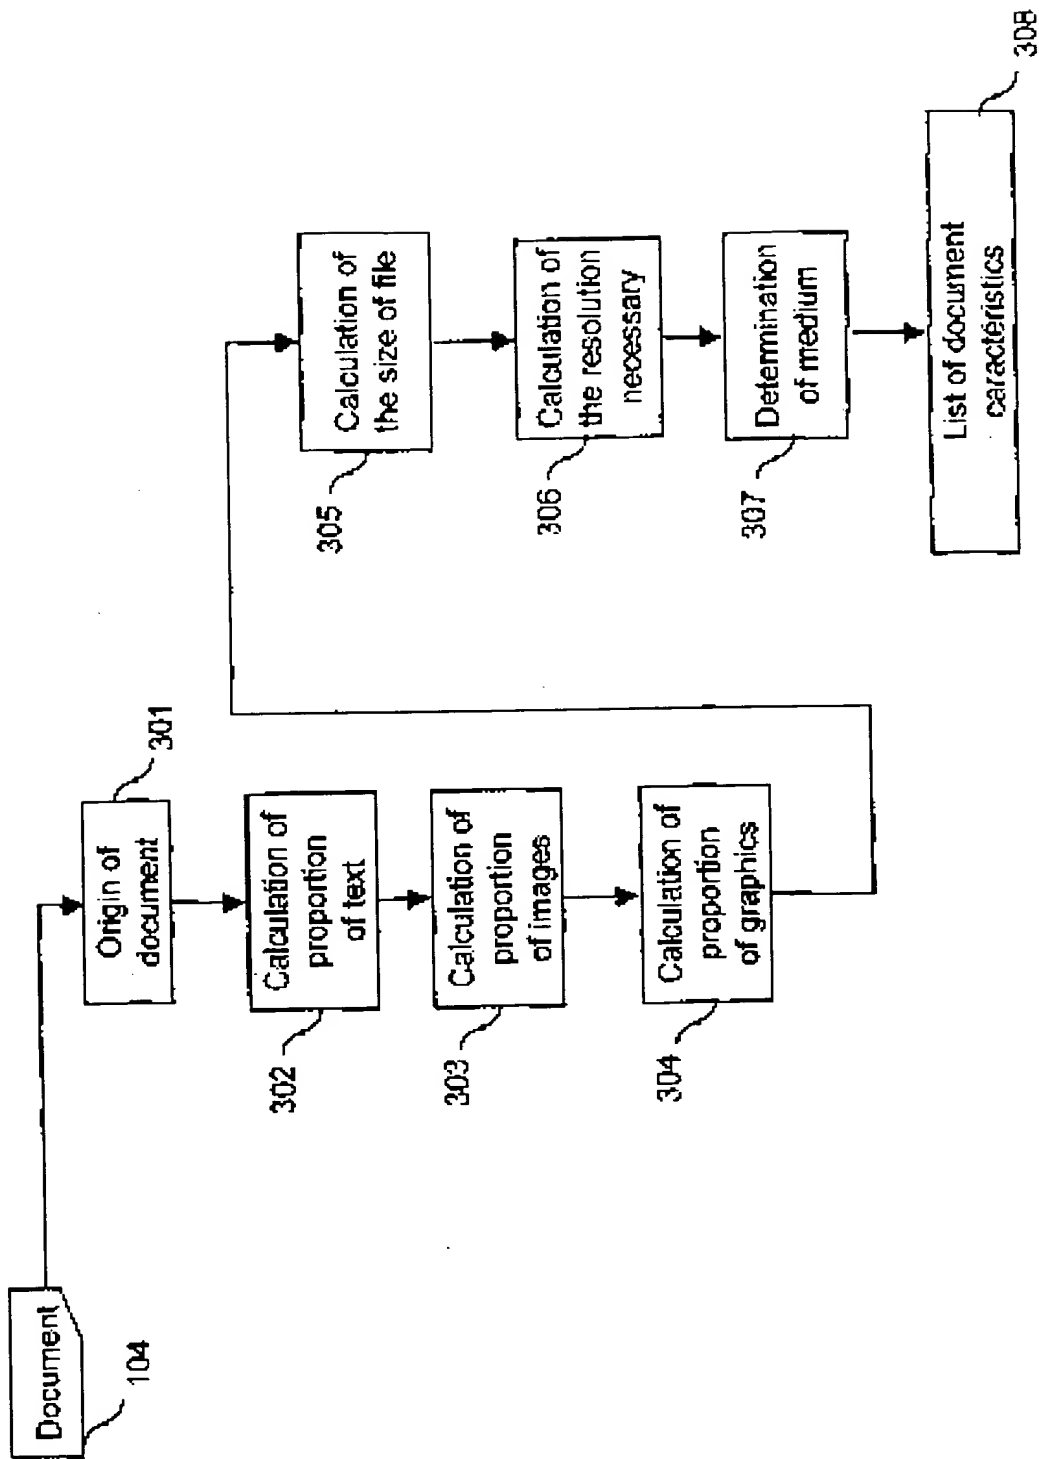 Document
104
Origin of
document
301
Calculation of
proportion
of text
302
Calculation of
proportion
of images
303
Calculation of
proportion
of graphics
304
Calculation of
the size of file
305
Calculation of
the resolution
necessary
306
Determination
of medium
307
List of document
caractéristics
308